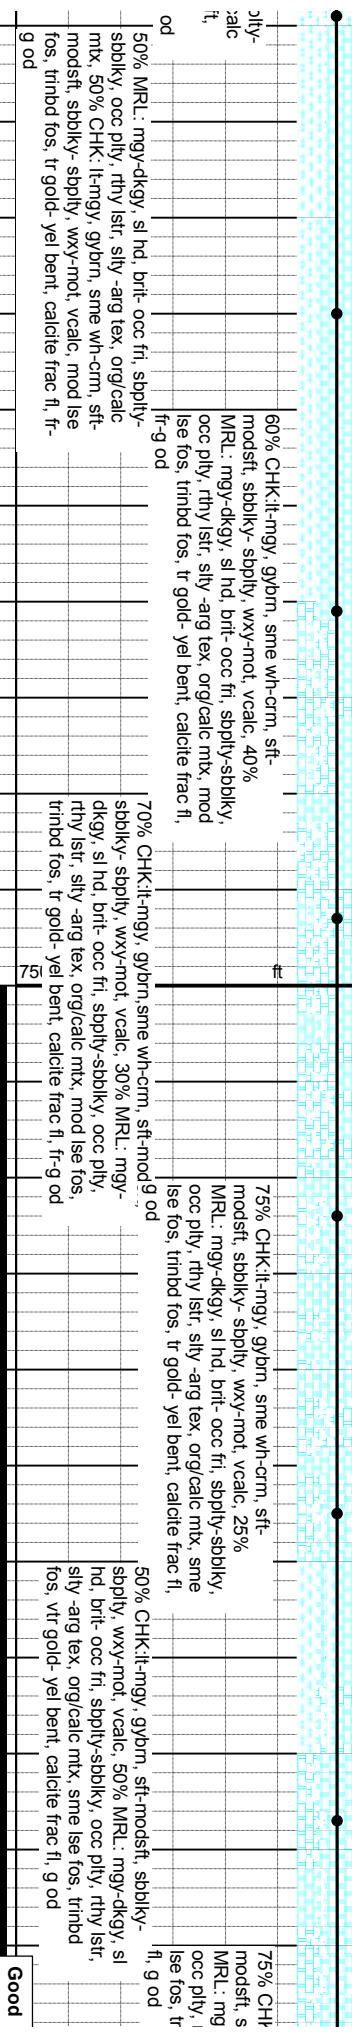 plty-
calc
ft,
od
50% MRL: mgy-dkgy, sl hd, brit- occ fri, sbplty-
sbblky, occ plty, rthy lstr, slty -arg tex, org/calc
mtx, 50% CHK: lt-mgy, gybrn, sme wh-crm, sft-
modsft, sbblky- sbplty, wxy-mot, vcalc, mod lse
fos, trinbd fos, tr gold- yel bent, calcite frac fl, fr-
g od
60% CHK:lt-mgy, gybrn, sme wh-crm, sft-
modsft, sbblky- sbplty, wxy-mot, vcalc, 40%
MRL: mgy-dkgy, sl hd, brit- occ fri, sbplty-sbblky,
occ plty, rthy lstr, slty -arg tex, org/calc mtx, mod
lse fos, trinbd fos, tr gold- yel bent, calcite frac fl,
fr-g od
70% CHK:lt-mgy, gybrn,sme wh-crm, sft-mod
sbblky- sbplty, wxy-mot, vcalc, 30% MRL: mgy-
dkgy, sl hd, brit- occ fri, sbplty-sbblky, occ plty,
rthy lstr, slty -arg tex, org/calc mtx, mod lse fos,
trinbd fos, tr gold- yel bent, calcite frac fl, fr-g od
ft
75% CHK:lt-mgy, gybrn, sme wh-crm, sft-
modsft, sbblky- sbplty, wxy-mot, vcalc, 25%
MRL: mgy-dkgy, sl hd, brit- occ fri, sbplty-sbblky,
occ plty, rthy lstr, slty -arg tex, org/calc mtx, sme
lse fos, trinbd fos, tr gold- yel bent, calcite frac fl,
g od
50% CHK:lt-mgy, gybrn, sft-modsft, sbblky-
sbplty, wxy-mot, vcalc, 50% MRL: mgy-dkgy, sl
hd, brit- occ fri, sbplty-sbblky, occ plty, rthy lstr,
slty -arg tex, org/calc mtx, sme lse fos, trinbd
fos, vtr gold- yel bent, calcite frac fl, g od
75% CHK
modsft, s
MRL: mg
occ plty,
lse fos, tr
fl, g od
Good